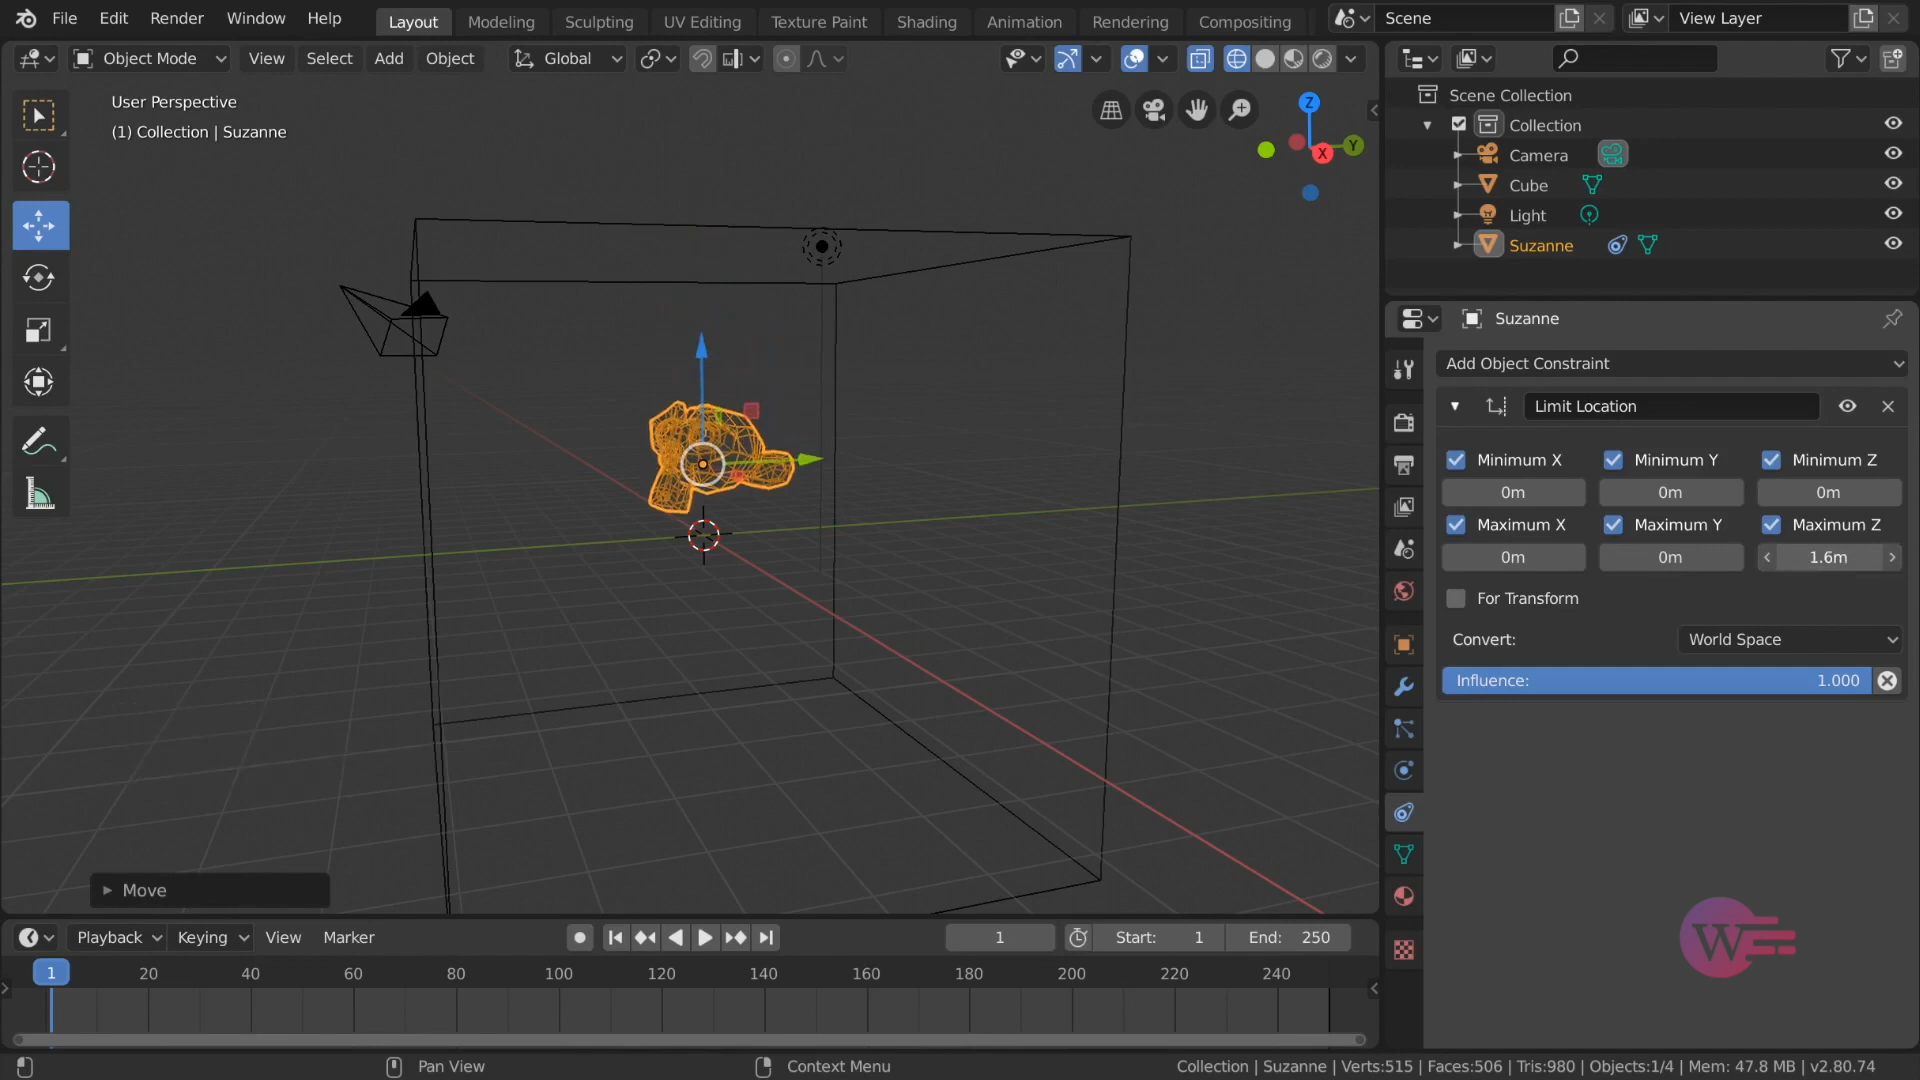 File Edit Render Window Help Layout Modeling Sculpting UV Editing Texture Paint Shading Animation Rendering Compositing Scene View Layer
Object Mode View Select Add Object Global
User Perspective
(1) Collection | Suzanne
Z
X
Y
Scene Collection
Collection
Camera
Cube
Light
Suzanne
Suzanne
Add Object Constraint
Limit Location
Minimum X Minimum Y Minimum Z
0m 0m 0m
Maximum X Maximum Y Maximum Z
0m 0m 1.6m
For Transform
Convert: World Space
Influence: 1.000
Move
W
Playback Keying View Marker 1 Start: 1 End: 250
1 20 40 60 80 100 120 140 160 180 200 220 240
Pan View Context Menu Collection | Suzanne | Verts:515 | Faces:506 | Tris:980 | Objects:1/4 | Mem: 47.8 MB | v2.80.74